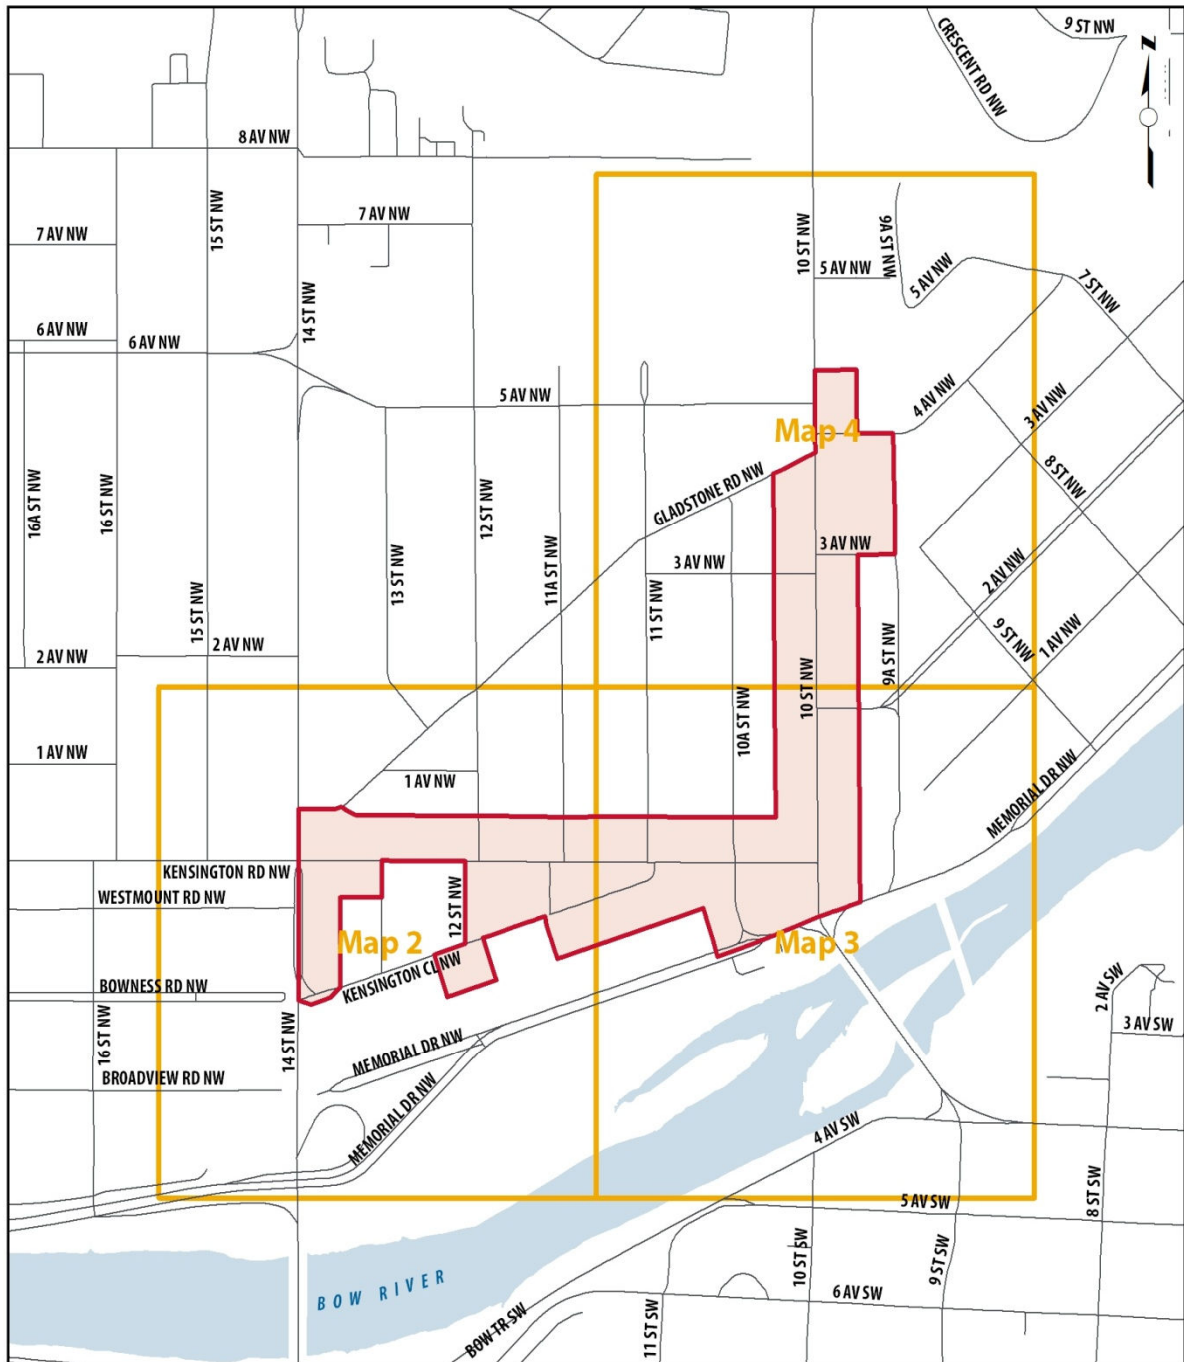 9 ST NW
CRESCENT RD NW
N
8 AV NW
7 AV NW
15 ST NW
10 ST NW
9A ST NW
7 AV NW
5 AV NW
5 AV NW
7 ST NW
14 ST NW
6 AV NW
6 AV NW
5 AV NW
4 AV NW
3 AV NW
Map 4
8 ST NW
GLADSTONE RD NW
16A ST NW
16 ST NW
12 ST NW
13 ST NW
11A ST NW
3 AV NW
3 AV NW
2 AV NW
11 ST NW
15 ST NW
9 ST NW
1 AV NW
2 AV NW
2 AV NW
9A ST NW
10 ST NW
10A ST NW
1 AV NW
1 AV NW
MEMORIAL DR NW
KENSINGTON RD NW
WESTMOUNT RD NW
12 ST NW
Map 2
Map 3
KENSINGTON CL NW
BOWNESS RD NW
2 AV SW
3 AV SW
16 ST NW
14 ST NW
MEMORIAL DR NW
BROADVIEW RD NW
MEMORIAL DR NW
4 AV SW
5 AV SW
8 ST SW
10 ST SW
9 ST SW
BOW RIVER
6 AV SW
BOW TR SW
11 ST SW